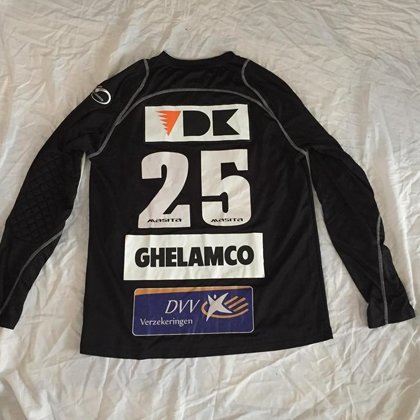 VDK
25
masita masita
GHELAMCO
DVV
Verzekeringen